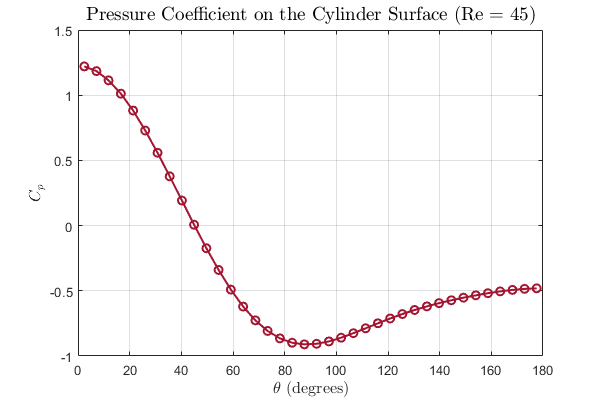 Pressure Coefficient on the Cylinder Surface (Re = 45)
1.5
1
0.5
0
-0.5
-1
C_p
0 20 40 60 80 100 120 140 160 180
θ (degrees)